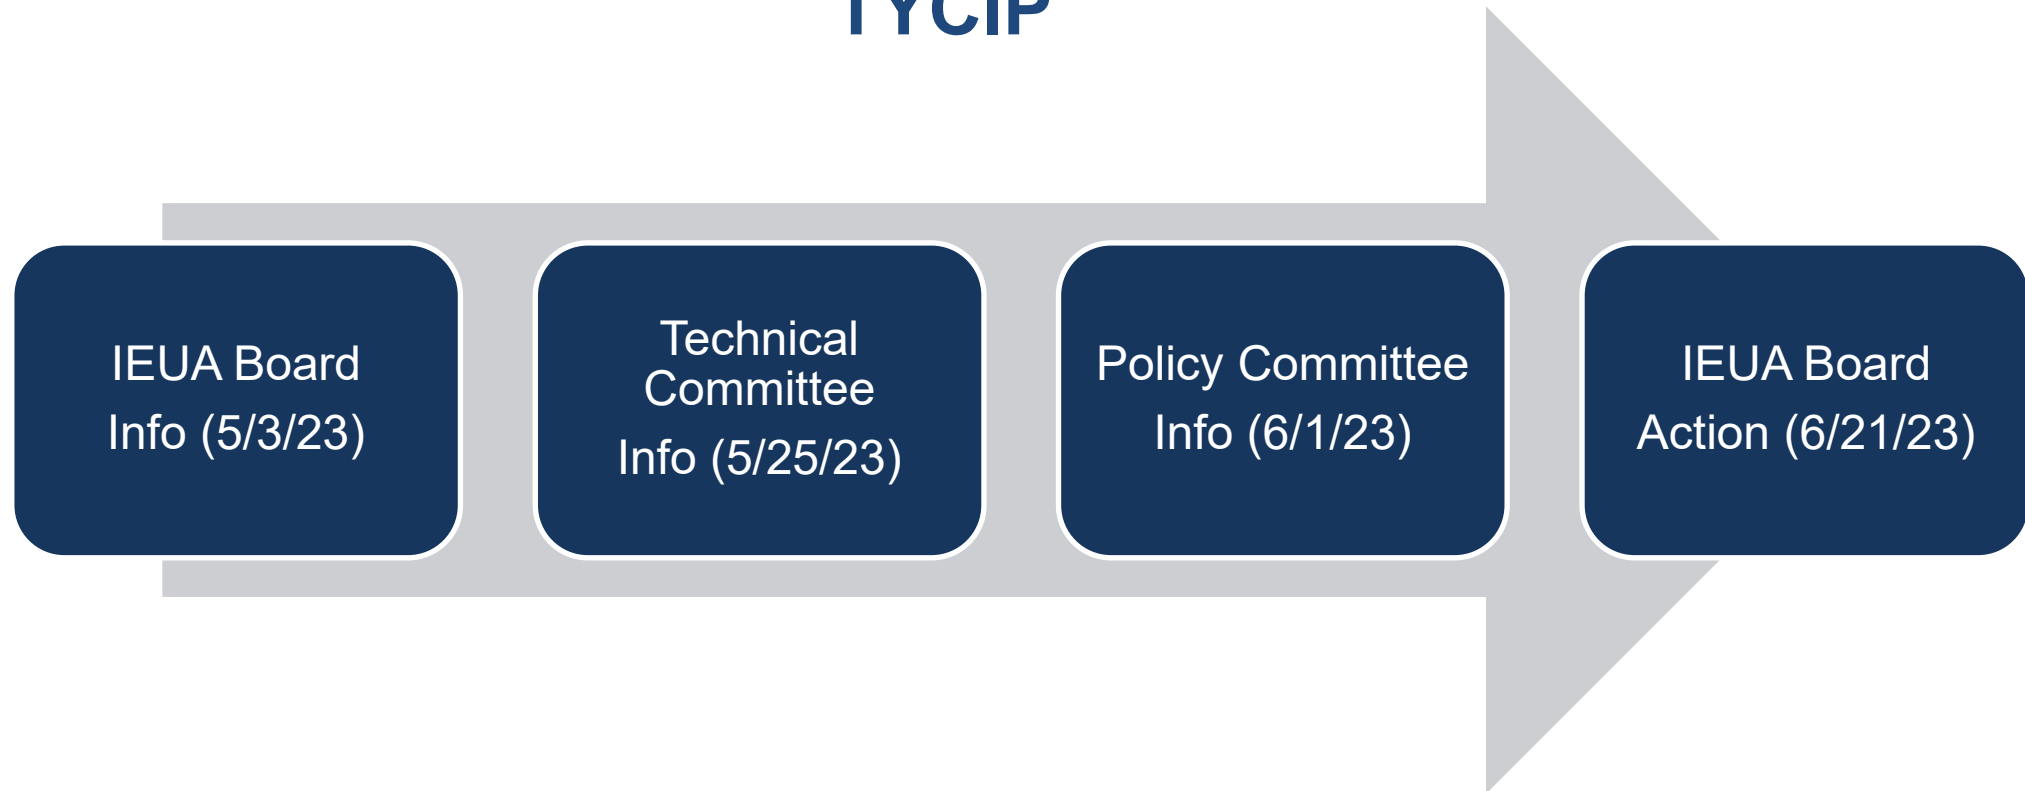 TYCIP
IEUA Board
Info (5/3/23)
Technical
Committee
Info (5/25/23)
Policy Committee
Info (6/1/23)
IEUA Board
Action (6/21/23)